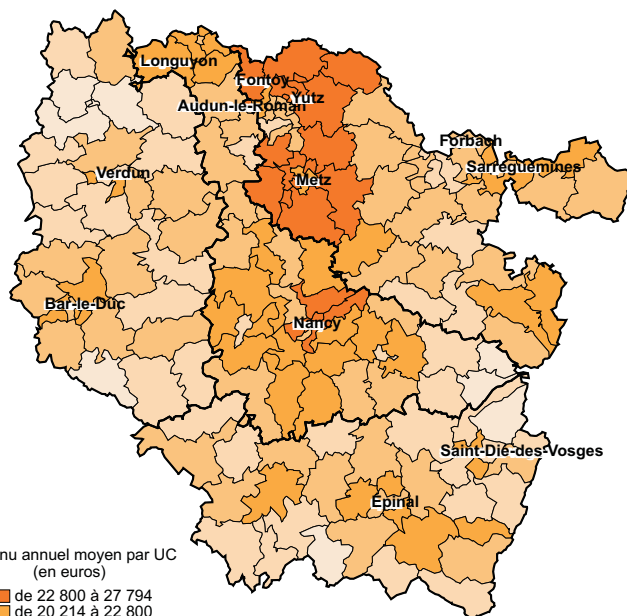 Longuyon
Fontoy
Yutz
Audun-le-Roman
Forbach
Sarreguemines
Verdun
Metz
Bar-le-Duc
Nancy
Saint-Dié-des-Vosges
Épinal
nu annuel moyen par UC
(en euros)
de 22 800 à 27 794
de 20 214 à 22 800